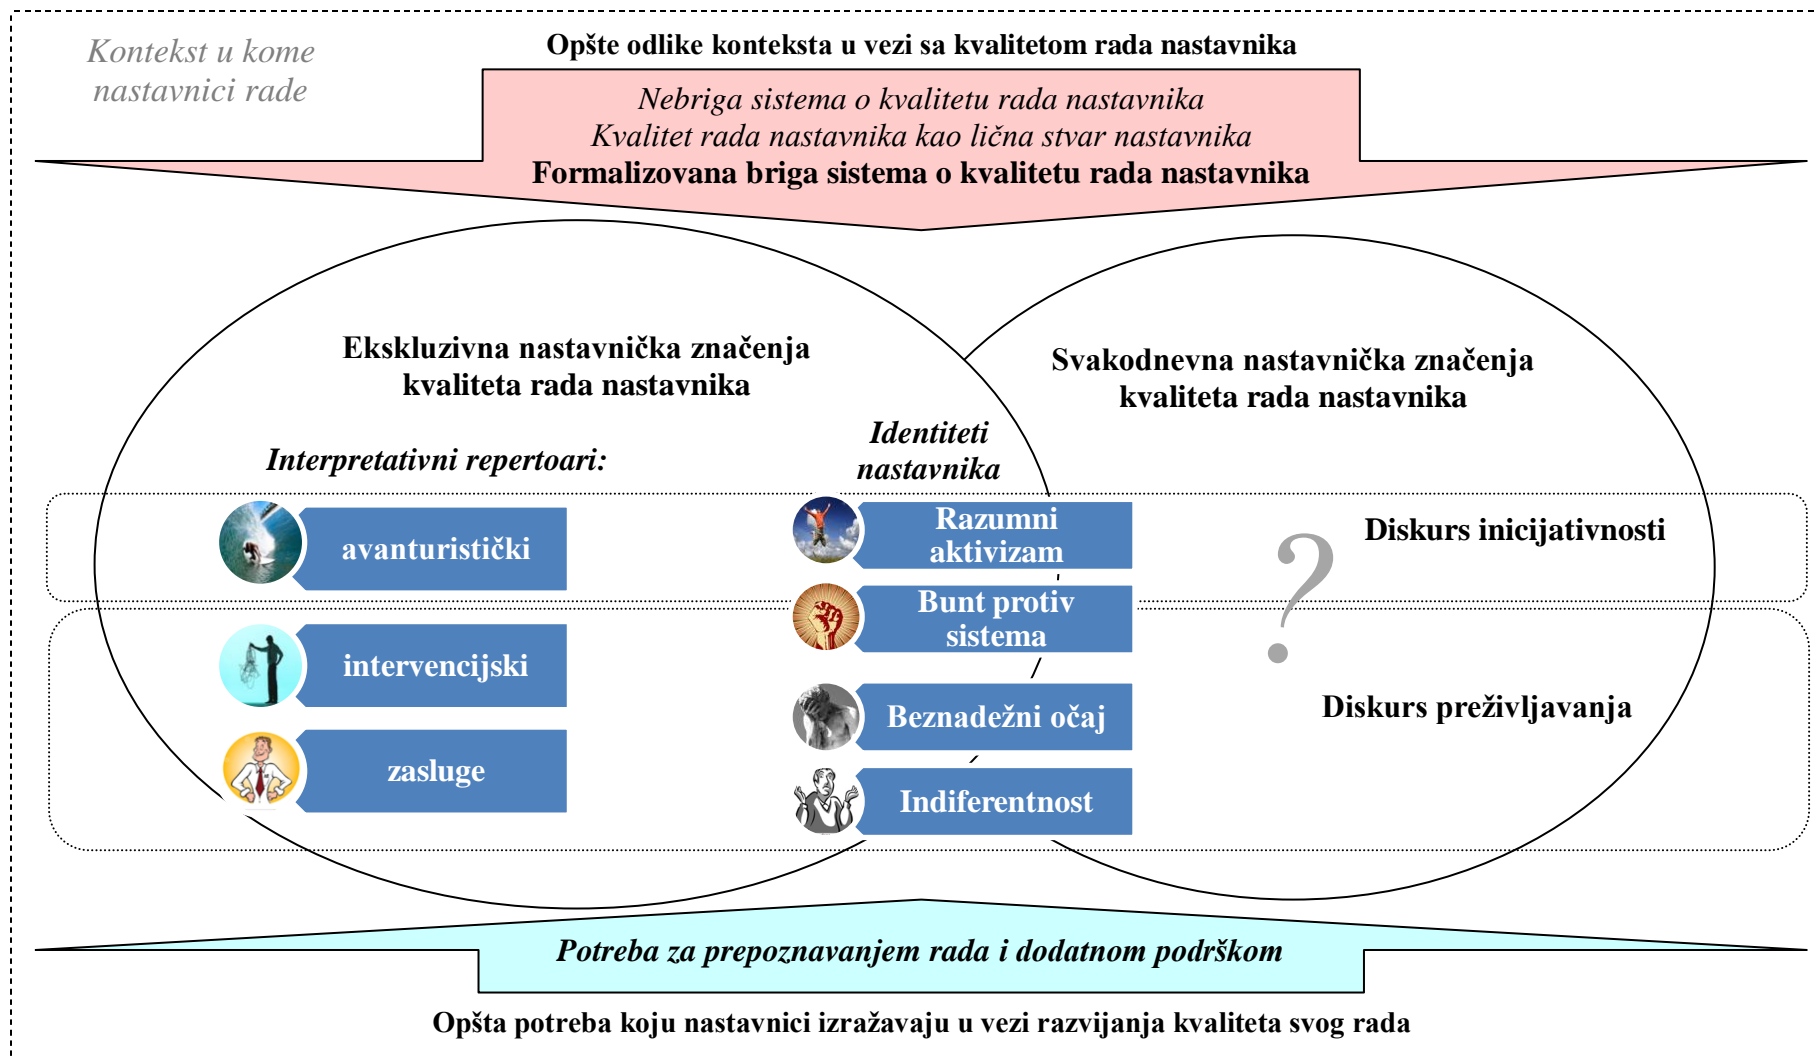 Kontekst u kome
nastavnici rade
Opšte odlike konteksta u vezi sa kvalitetom rada nastavnika
Nebriga sistema o kvalitetu rada nastavnika
Kvalitet rada nastavnika kao lična stvar nastavnika
Formalizovana briga sistema o kvalitetu rada nastavnika
Ekskluzivna nastavnička značenja
kvaliteta rada nastavnika
Svakodnevna nastavnička značenja
kvaliteta rada nastavnika
Interpretativni repertoari:
avanturistički
intervencijski
zasluge
Identiteti
nastavnika
Razumni
aktivizam
Bunt protiv
sistema
Beznadežni očaj
Indiferentnost
?
Diskurs inicijativnosti
Diskurs preživljavanja
Potreba za prepoznavanjem rada i dodatnom podrškom
Opšta potreba koju nastavnici izražavaju u vezi razvijanja kvaliteta svog rada